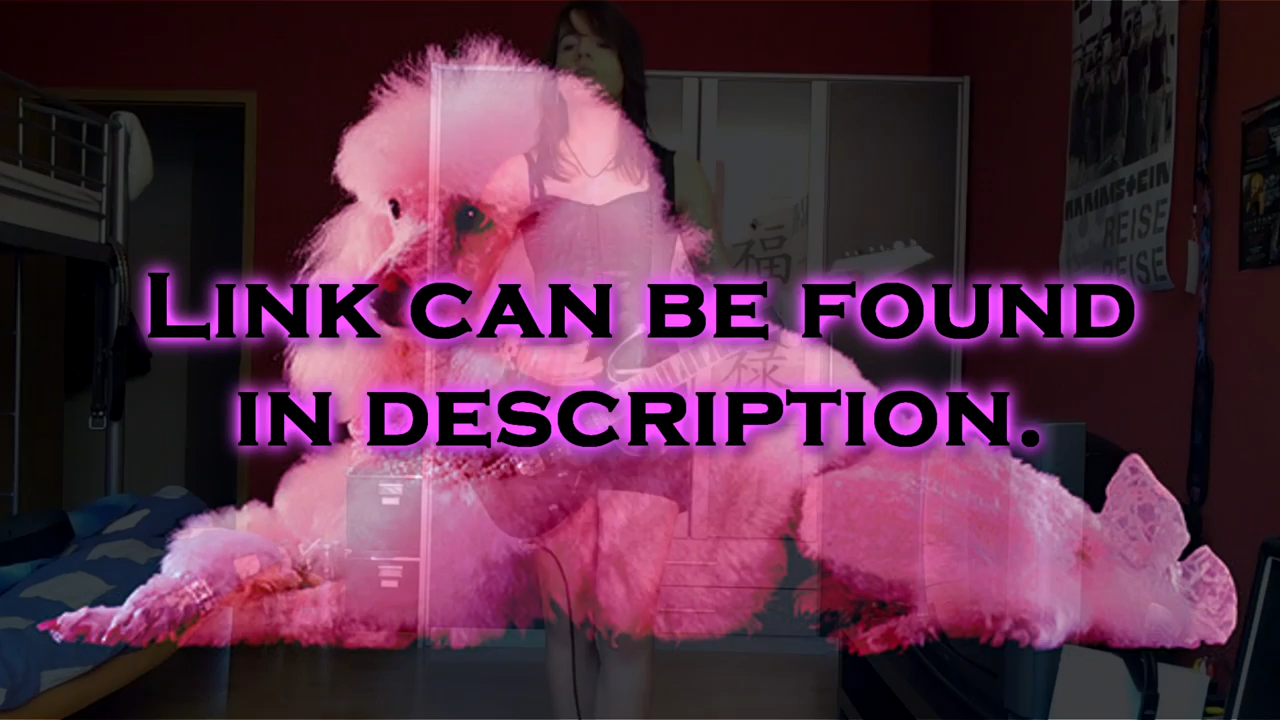 RAMMSTEIN
REISE
REISE
福
LINK CAN BE FOUND
禄
IN DESCRIPTION.